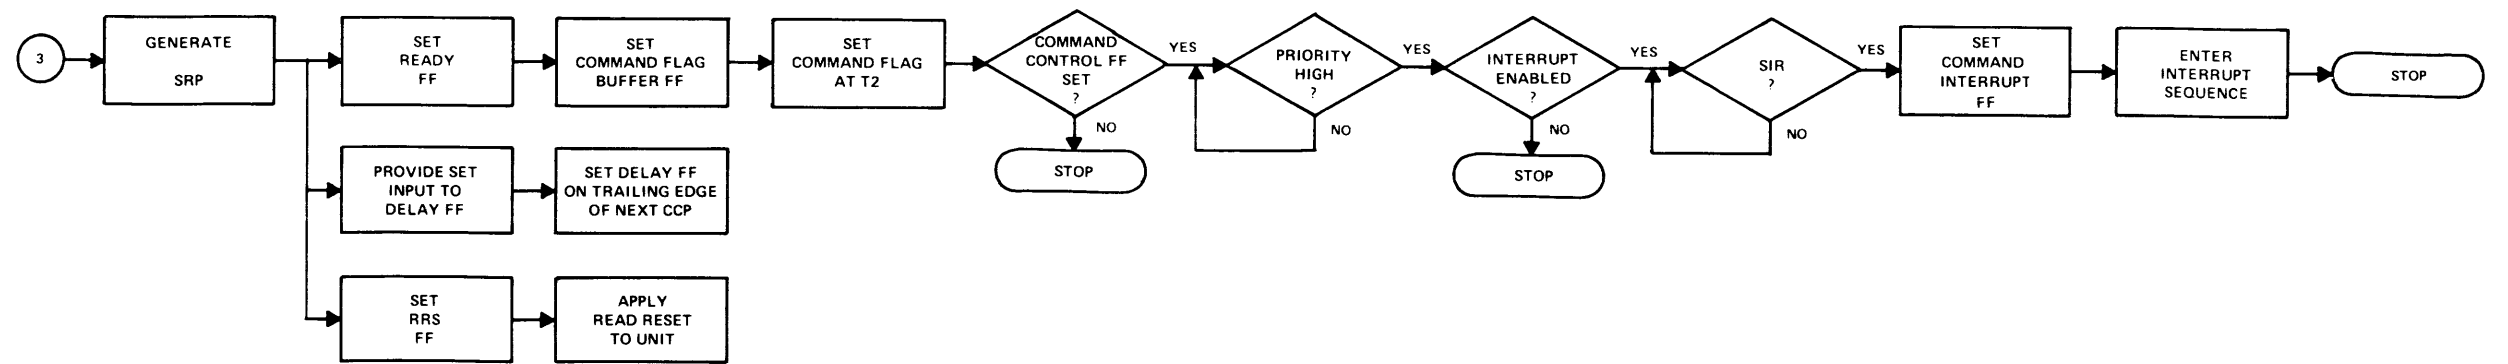 3
GENERATE
SRP
SET
READY
FF
SET
COMMAND FLAG
BUFFER FF
SET
COMMAND FLAG
AT T2
COMMAND
CONTROL FF
SET
?
YES
NO
STOP
PRIORITY
HIGH
?
YES
NO
INTERRUPT
ENABLED
?
YES
NO
STOP
SIR
?
YES
NO
SET
COMMAND
INTERRUPT
FF
ENTER
INTERRUPT
SEQUENCE
STOP
PROVIDE SET
INPUT TO
DELAY FF
SET DELAY FF
ON TRAILING EDGE
OF NEXT CCP
SET
RRS
FF
APPLY
READ RESET
TO UNIT